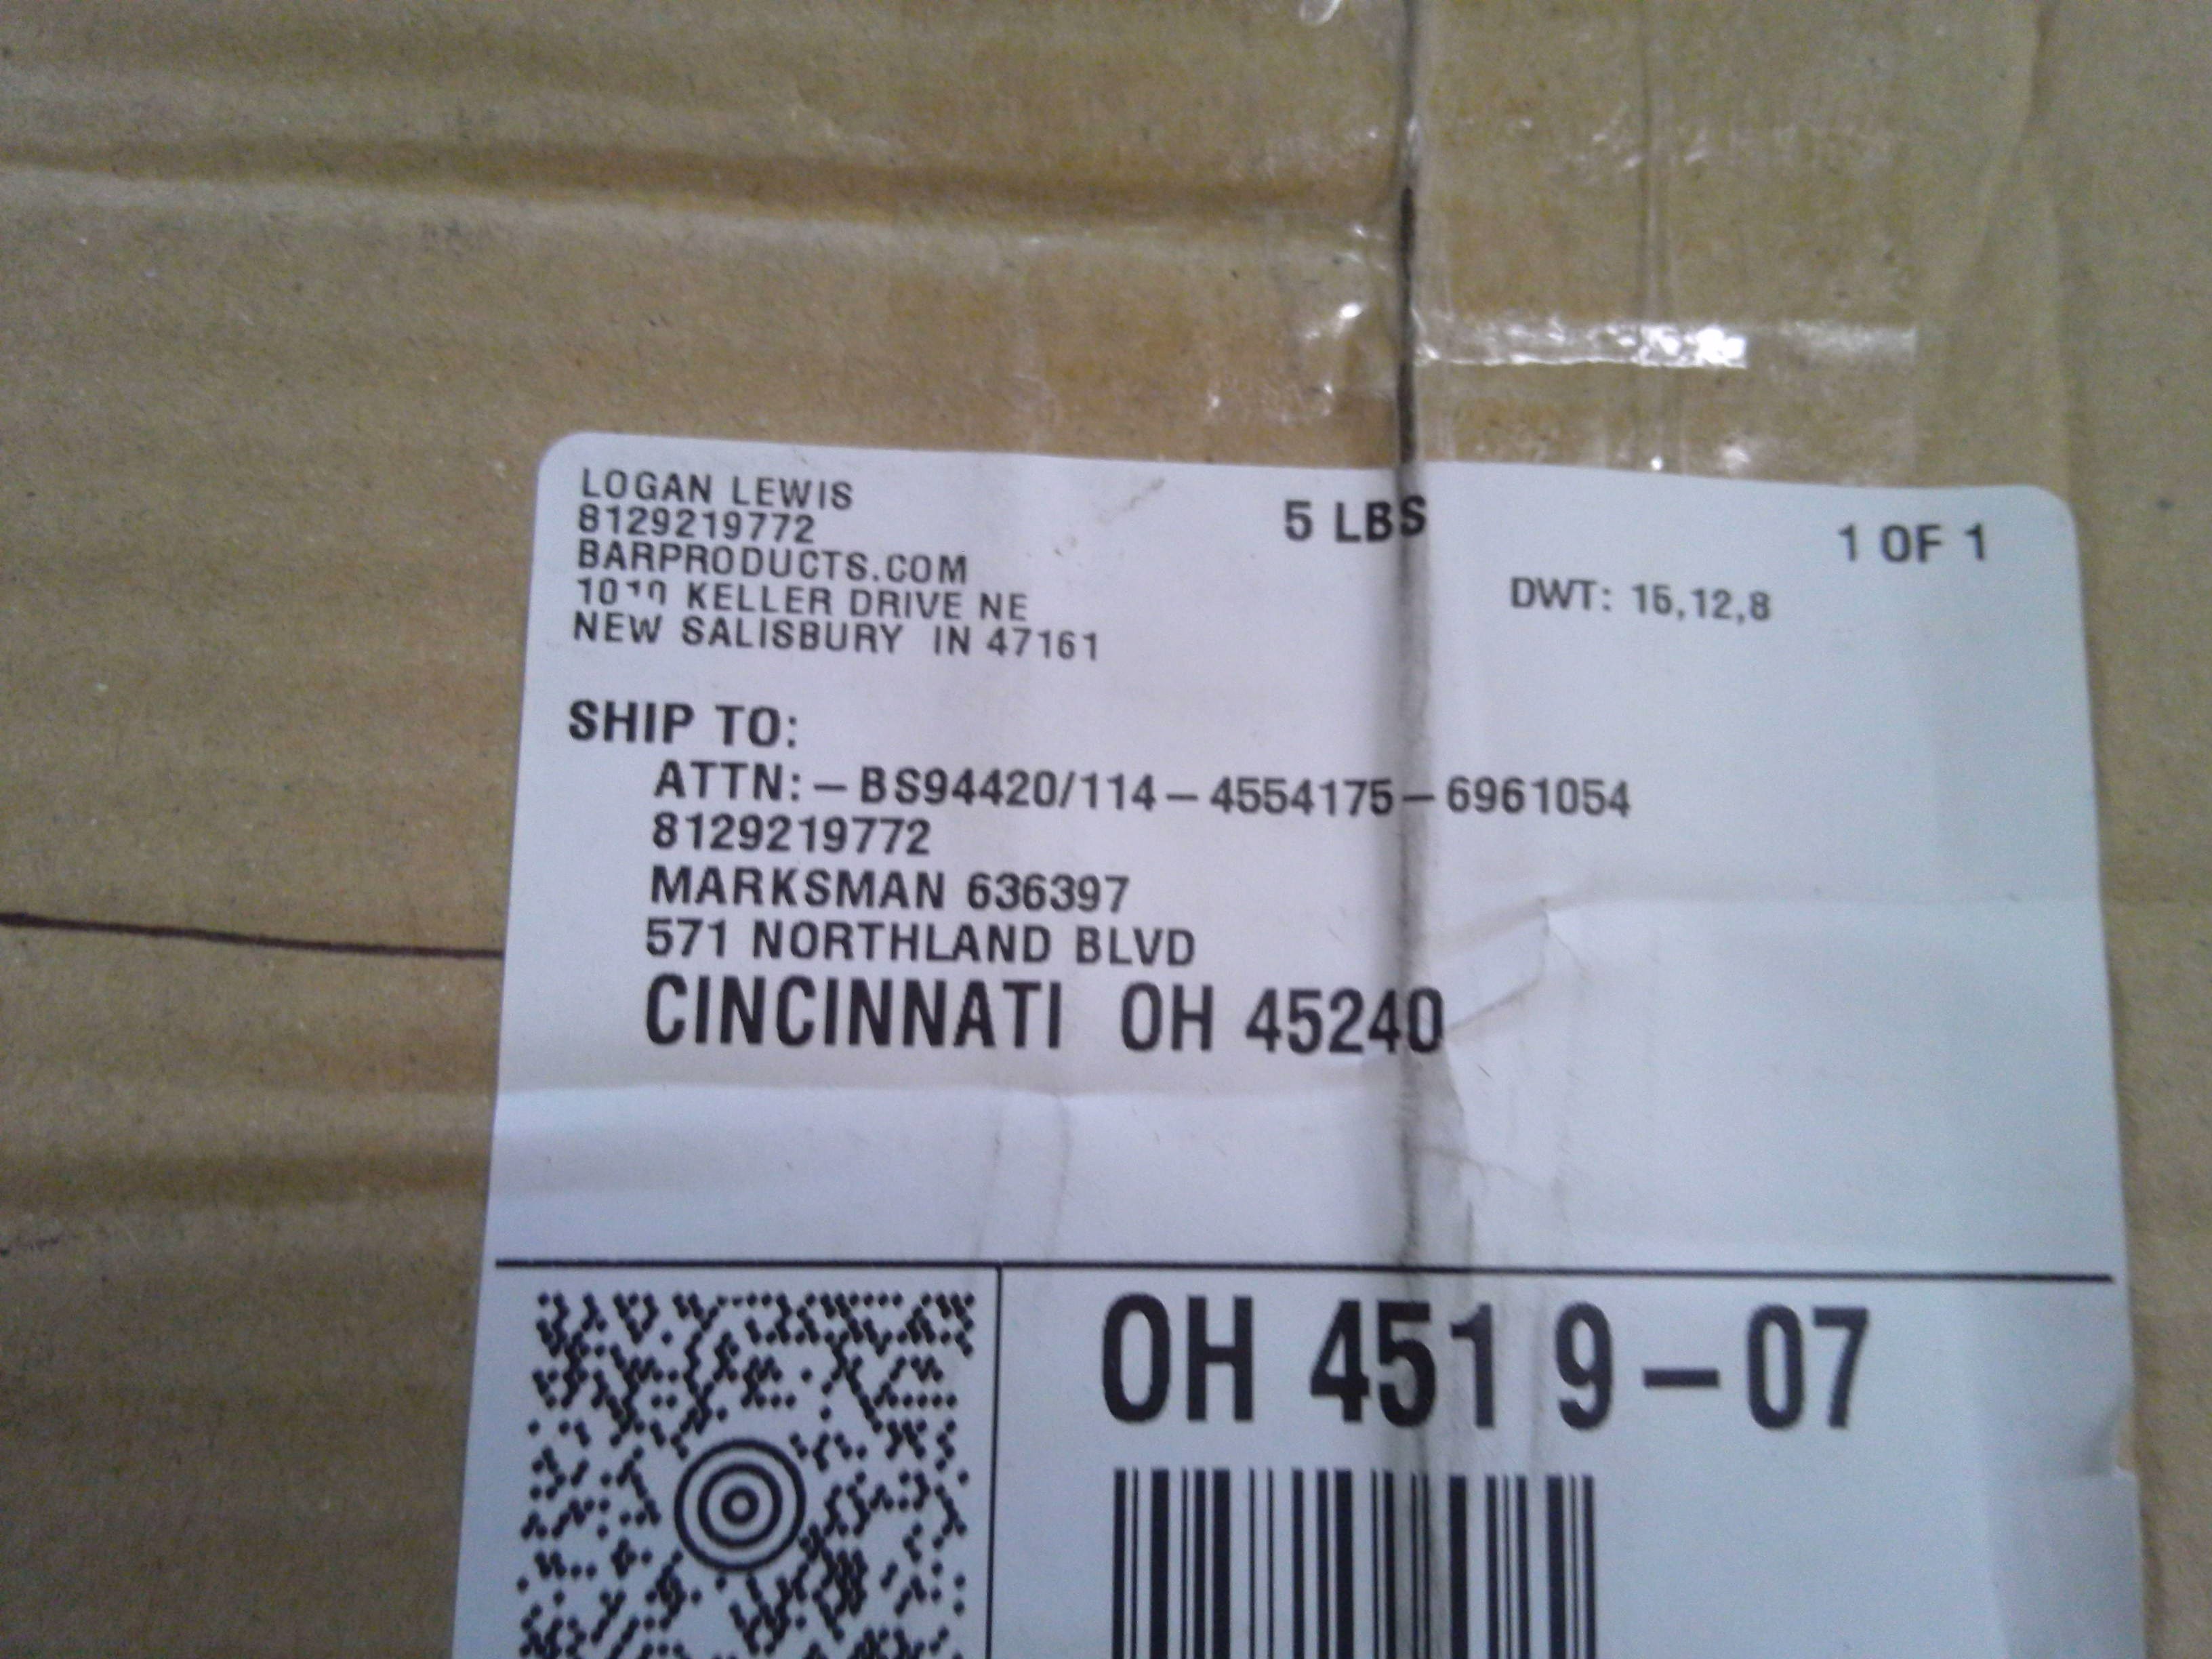 LOGAN LEWIS
8129219772
BARPRODUCTS.COM
KELLER DRIVE NE
NEW SALISBURY IN 47161
5 LBS
1 OF 1
DWT: 15,12,8
SHIP TO:
ATTN:-BS94420/114-4554175-6961054
8129219772
MARKSMAN 636397
571 NORTHLAND BLVD
CINCINNATI OH 45240
OH 451 9-07